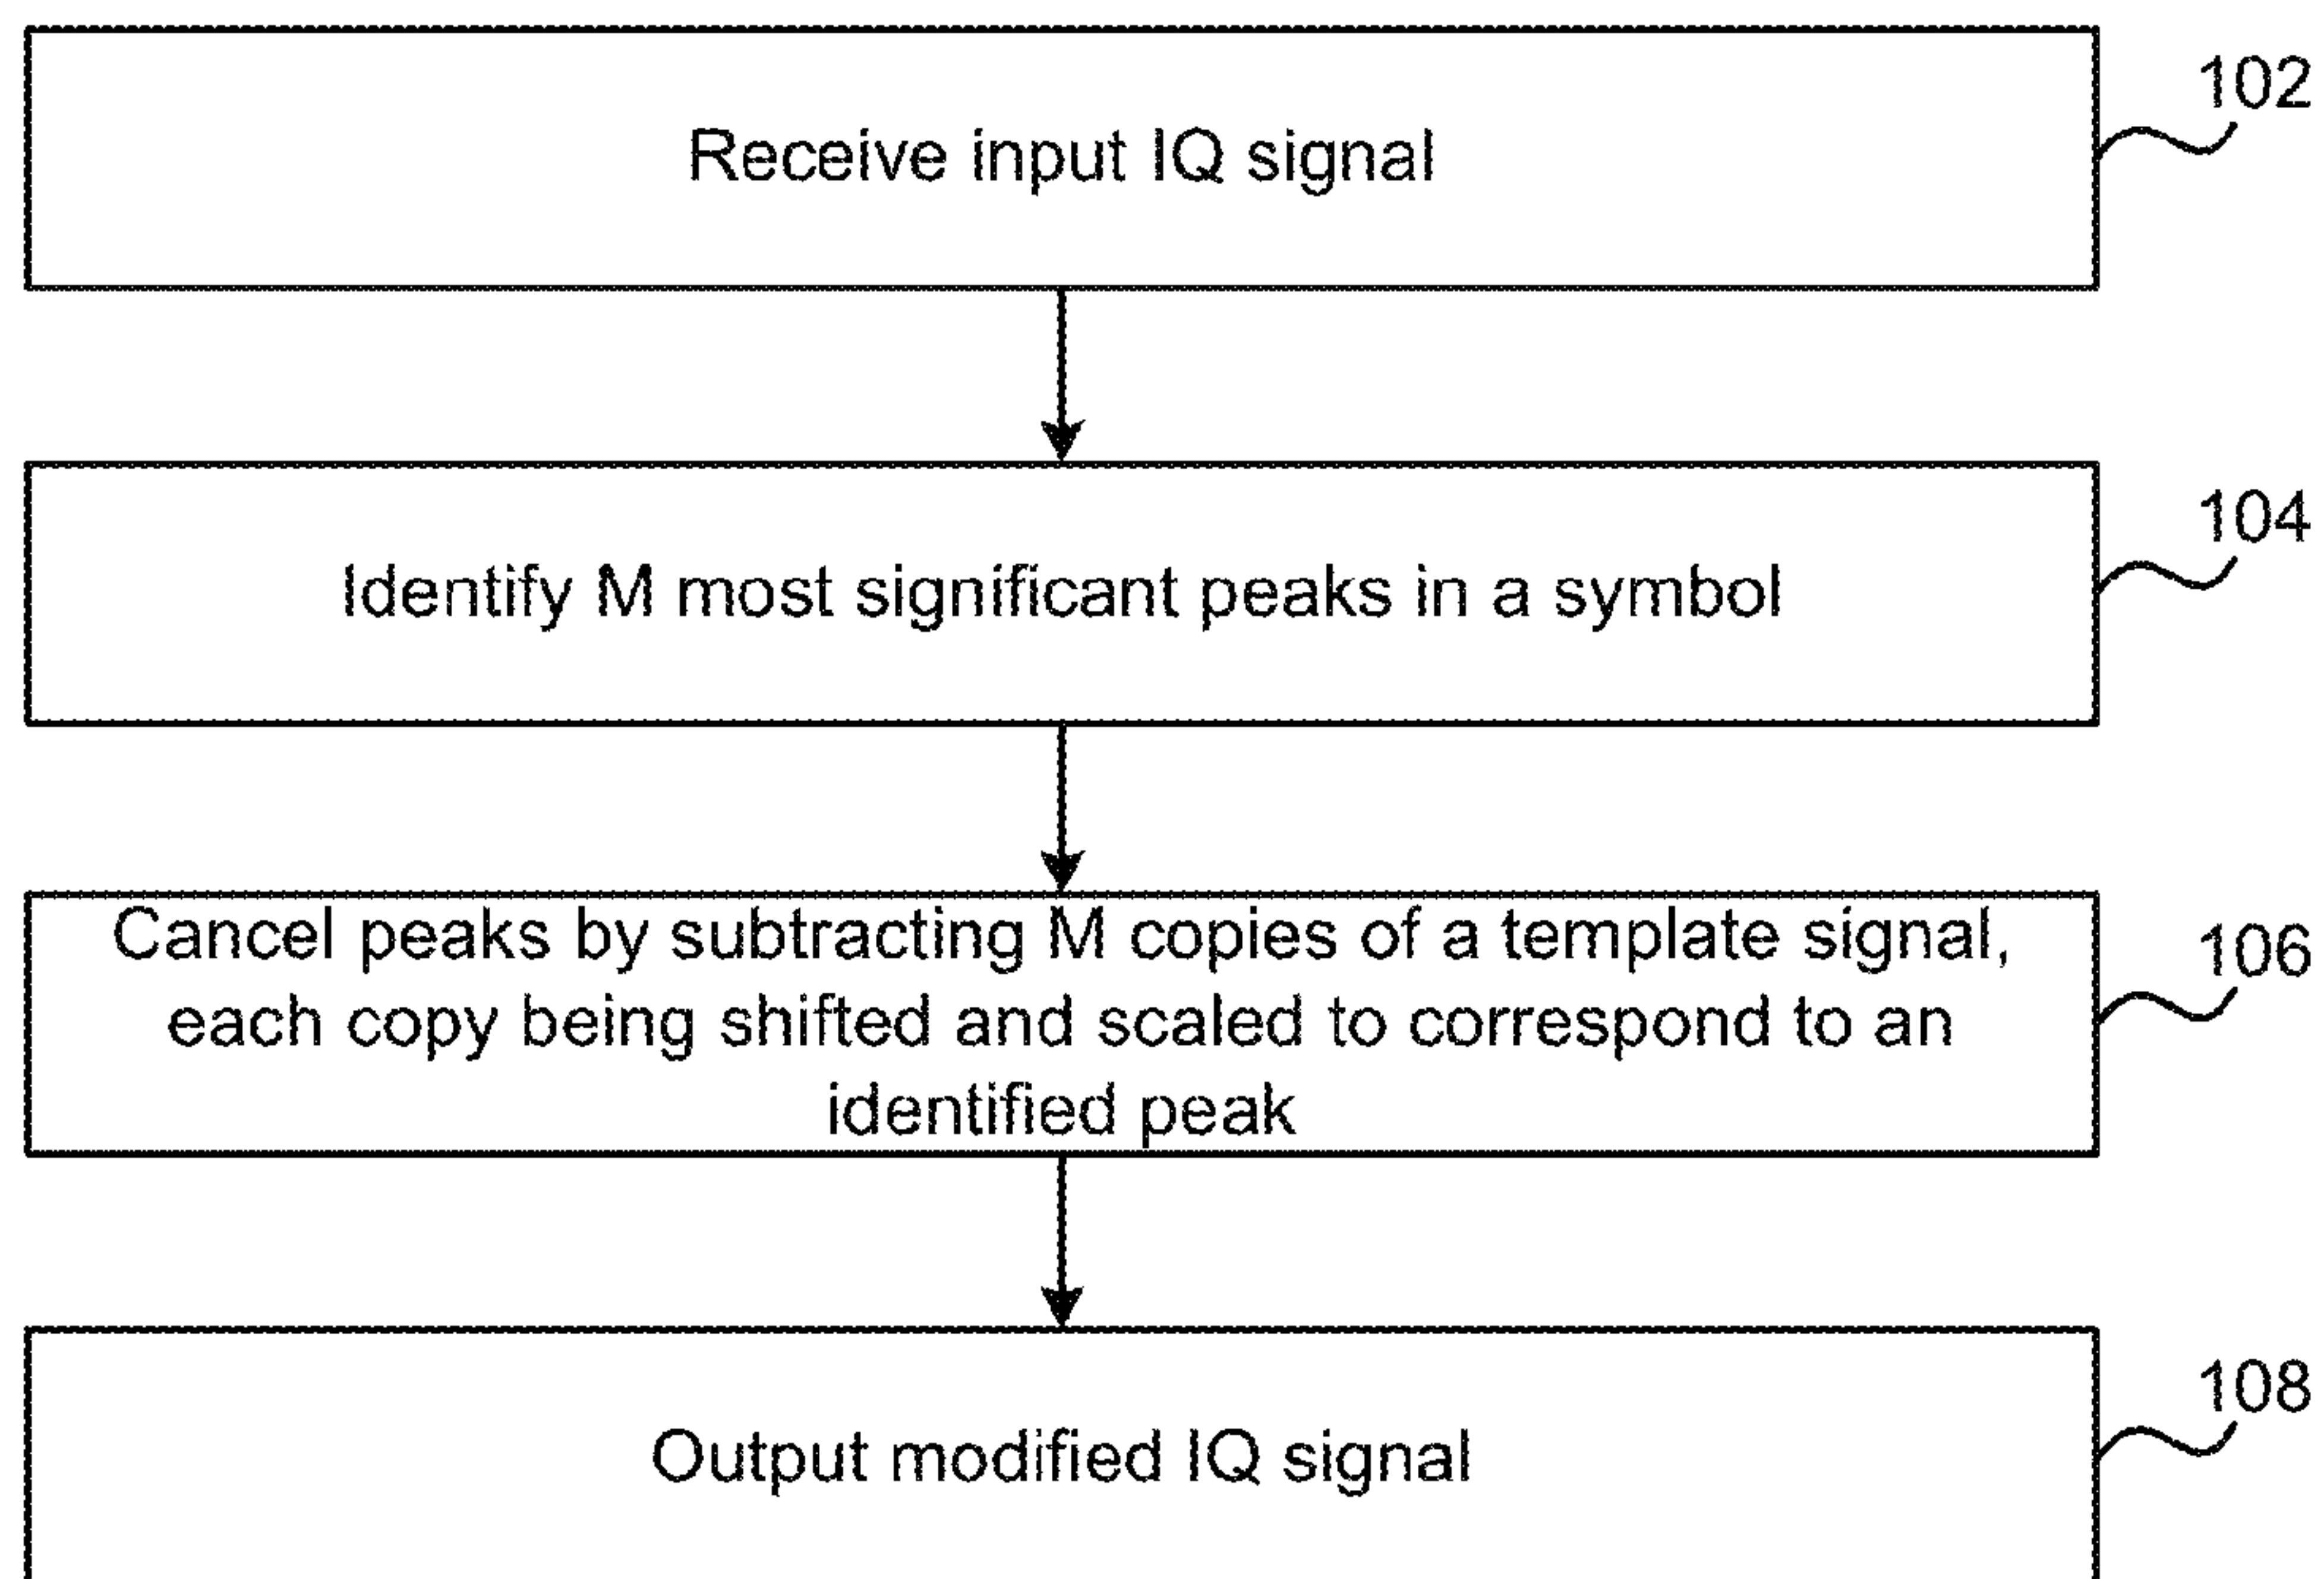 Receive input IQ signal
102
Identify M most significant peaks in a symbol
104
Cancel peaks by subtracting M copies of a template signal,
each copy being shifted and scaled to correspond to an
identified peak
106
Output modified IQ signal
108